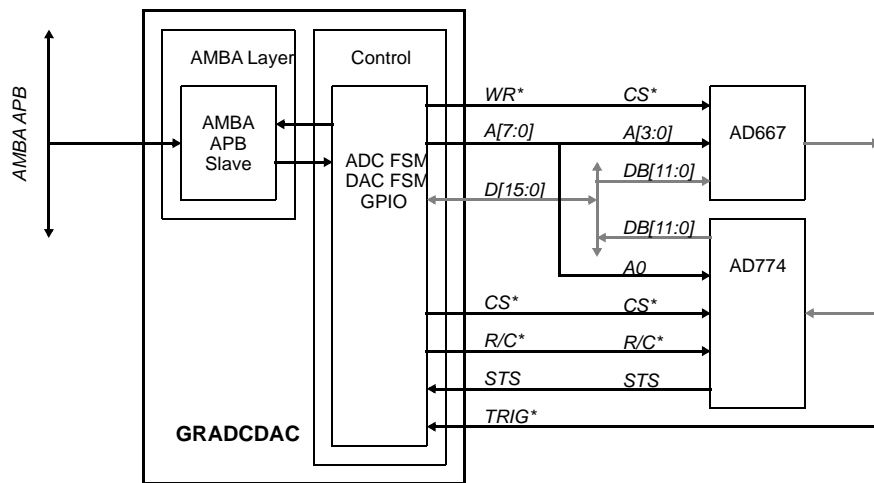 AMBA APB
AMBA Layer
Control
AMBA
APB
Slave
ADC FSM
DAC FSM
GPIO
GRADCDAC
WR*
CS*
A[7:0]
A[3:0]
D[15:0]
DB[11:0]
DB[11:0]
A0
CS*
CS*
R/C*
R/C*
STS
STS
TRIG*
AD667
AD774